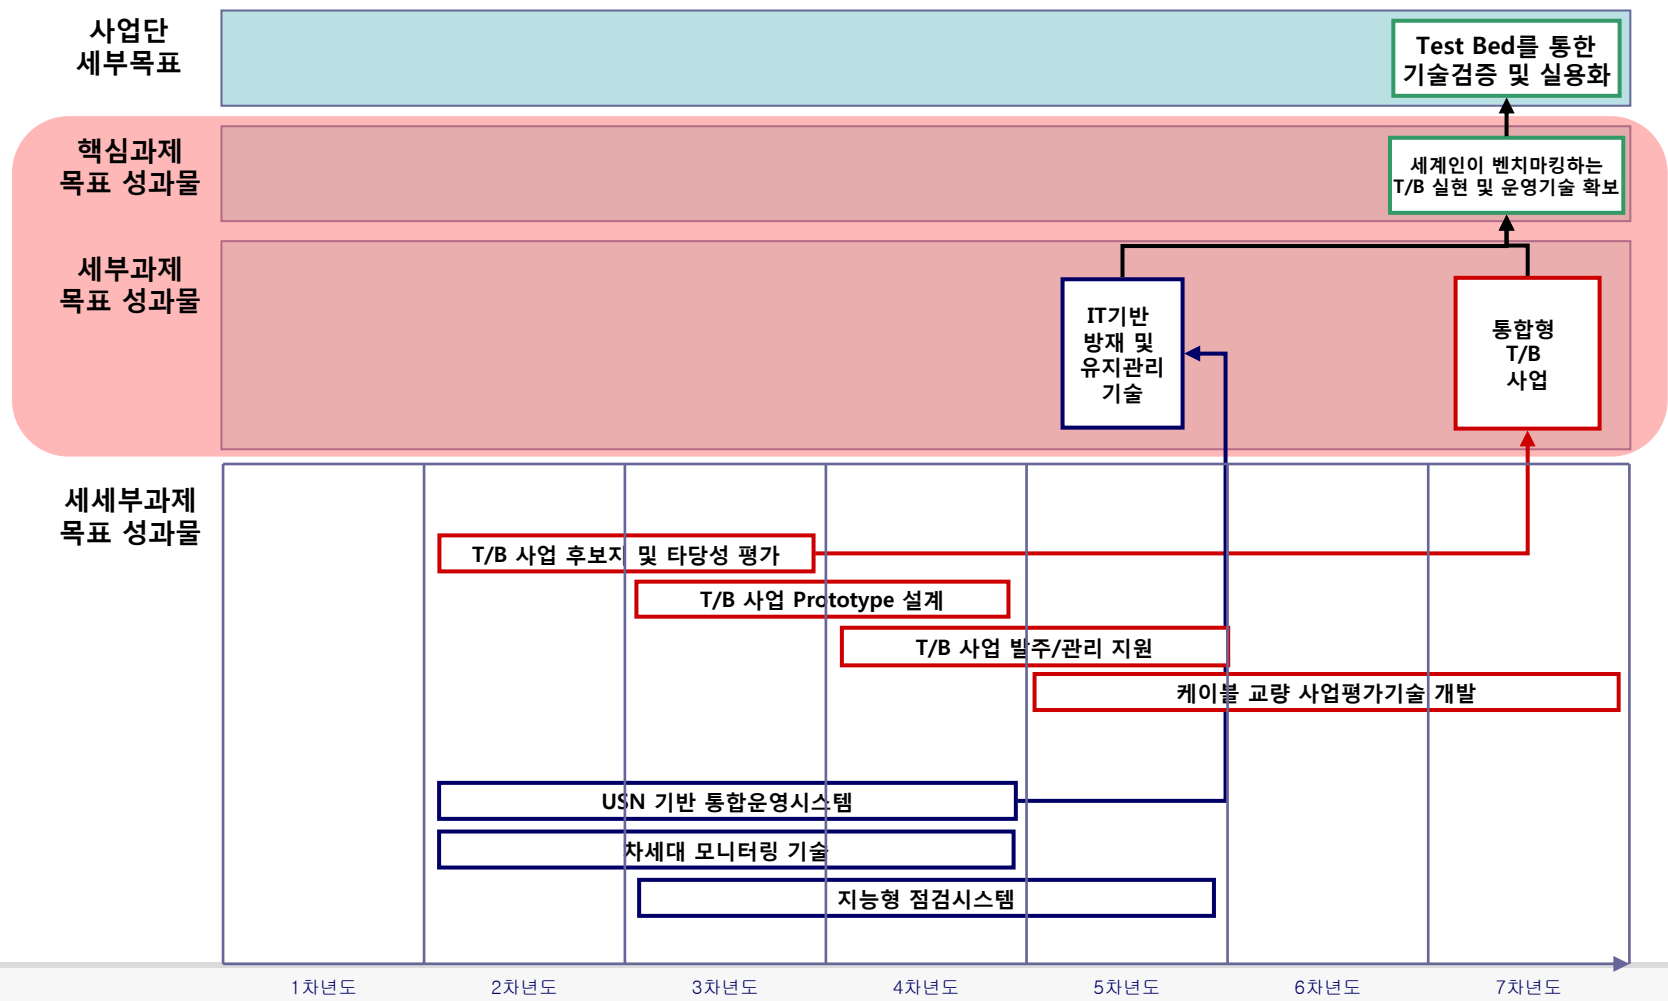 사업단
세부목표
Test Bed를 통한
기술검증 및 실용화
핵심과제
목표 성과물
세계인이 벤치마킹하는
T/B 실현 및 운영기술 확보
세부과제
목표 성과물
IT기반
방재 및
유지관리
기술
통합형
T/B
사업
세세부과제
목표 성과물
T/B 사업 후보지 및 타당성 평가
T/B 사업 Prototype 설계
T/B 사업 발주/관리 지원
케이블 교량 사업평가기술 개발
USN 기반 통합운영시스템
차세대 모니터링 기술
지능형 점검시스템
1차년도 2차년도 3차년도 4차년도 5차년도 6차년도 7차년도